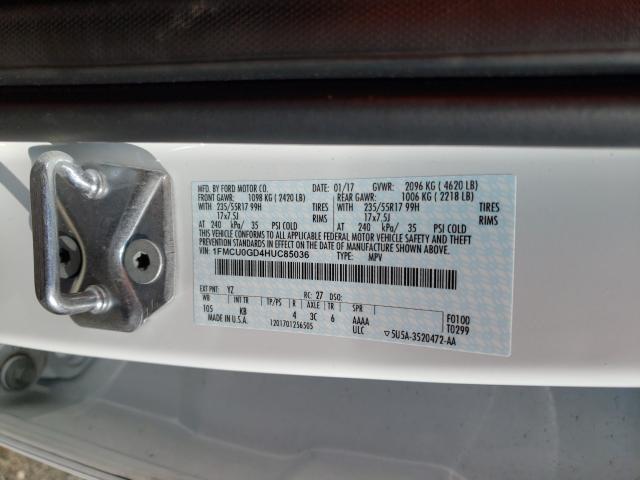 MFD. BY FORD MOTOR CO. 01/17 GVWR: 2096 KG ( 4620 LB)
FRONT GAWR: 1098 KG ( 2420 LB) REAR GAWR: 1006 KG ( 2218 LB)
WITH 235/55R17 99H TIRES WITH 235/55R17 99H TIRES
17x7.5J RIMS 17x7.5J RIMS
AT 240 kPa/ 35 PSI COLD AT 240 kPa/ 35 PSI COLD
THIS VEHICLE CONFORMS TO ALL APPLICABLE FEDERAL MOTOR VEHICLE SAFETY AND THEFT
PREVENTION STANDARDS IN EFFECT ON THE DATE OF MANUFACTURE SHOWN ABOVE.
VIN: 1FMCU0GD4HUC85036 TYPE: MPV
EXT PNT: YZ RC: 27 DSO:
WB INT TR TP/PS R AXLE TR SPR
105 KB 4 3C 6 AAAA F0100
MADE IN U.S.A. 1201701256505 ULC ▽5U5A-3520472-AA T0299